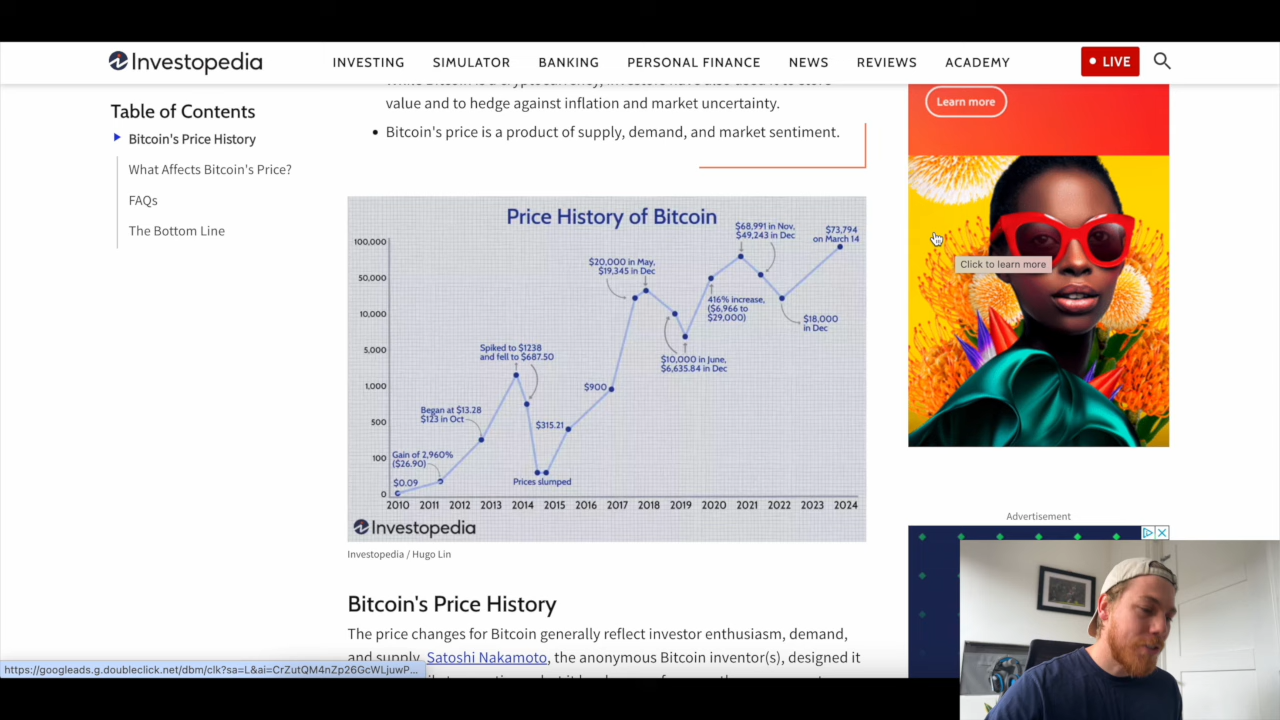 Investopedia
INVESTING SIMULATOR BANKING PERSONAL FINANCE NEWS REVIEWS ACADEMY
LIVE
Table of Contents
Bitcoin's Price History
What Affects Bitcoin's Price?
FAQs
The Bottom Line
value and to hedge against inflation and market uncertainty.
• Bitcoin's price is a product of supply, demand, and market sentiment.
Learn more
Click to learn more
Price History of Bitcoin
100,000
50,000
10,000
5,000
1,000
500
100
0
$0.09
Gain of 2,960%
($26.90)
Began at $13.28
$123 in Oct
Spiked to $1238
and fell to $687.50
Prices slumped
$315.21
$900
$20,000 in May,
$19,345 in Dec
$10,000 in June,
$6,635.84 in Dec
416% increase,
($6,966 to
$29,000)
$68,991 in Nov,
$49,243 in Dec
$18,000
in Dec
$73,794
on March 14
2010 2011 2012 2013 2014 2015 2016 2017 2018 2019 2020 2021 2022 2023 2024
Investopedia
Investopedia / Hugo Lin
Advertisement
Bitcoin's Price History
The price changes for Bitcoin generally reflect investor enthusiasm, demand,
and supply. Satoshi Nakamoto, the anonymous Bitcoin inventor(s), designed it
https://googleads.g.doubleclick.net/dbm/clk?sa=L&ai=CrZutQM4nZp26GcWLjuwP...